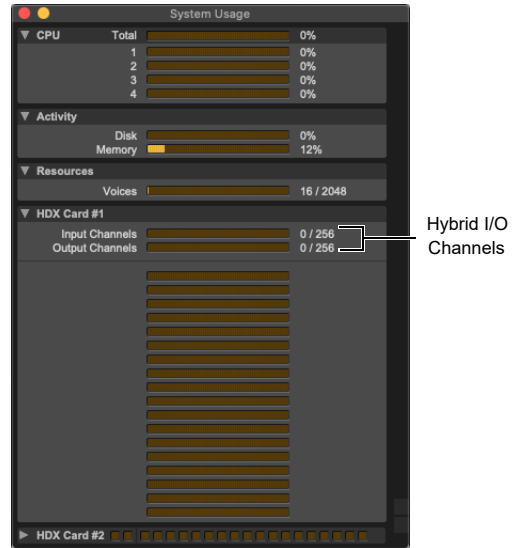 System Usage
CPU Total 0%
1 0%
2 0%
3 0%
4 0%
Activity
Disk 0%
Memory 12%
Resources
Voices 16 / 2048
HDX Card #1
Input Channels 0 / 256
Output Channels 0 / 256
Hybrid I/O
Channels
HDX Card #2